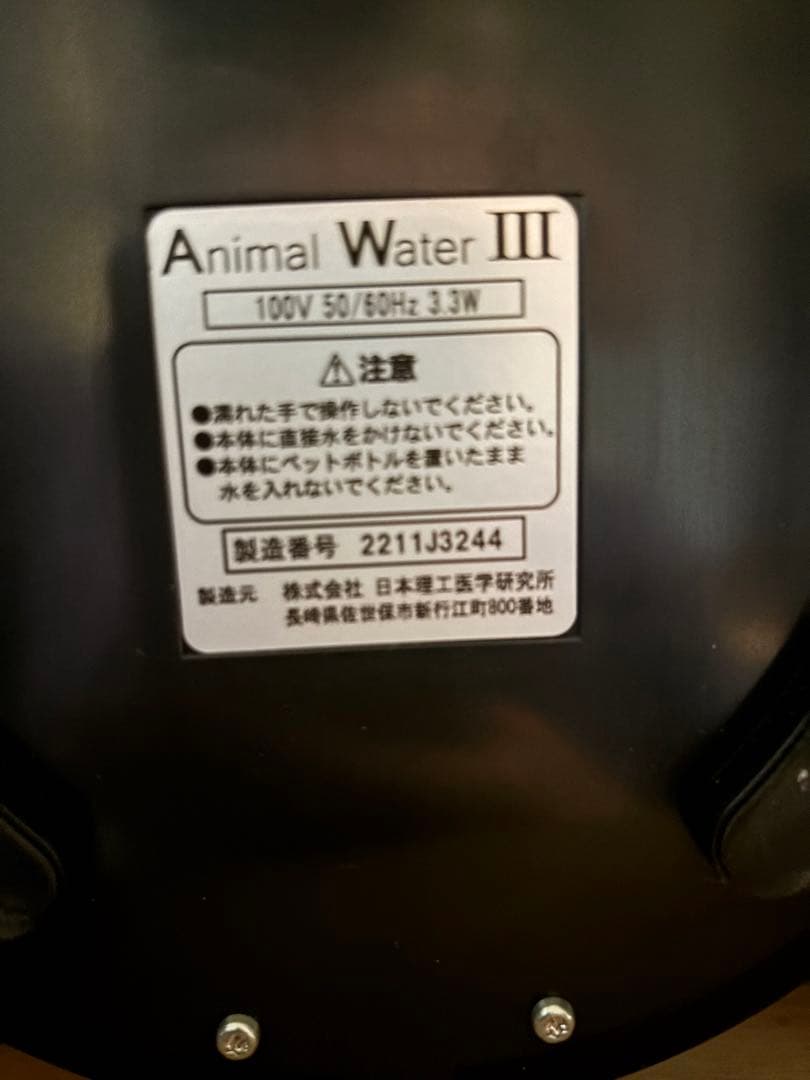 Animal Water III
100V 50/60Hz 3.3W
⚠注意
●濡れた手で操作しないでください。
●本体に直接水をかけないでください。
●本体にペットボトルを置いたまま
水を入れないでください。
製造番号 2211J3244
製造元 株式会社 日本理工医学研究所
長崎県佐世保市新行江町800番地